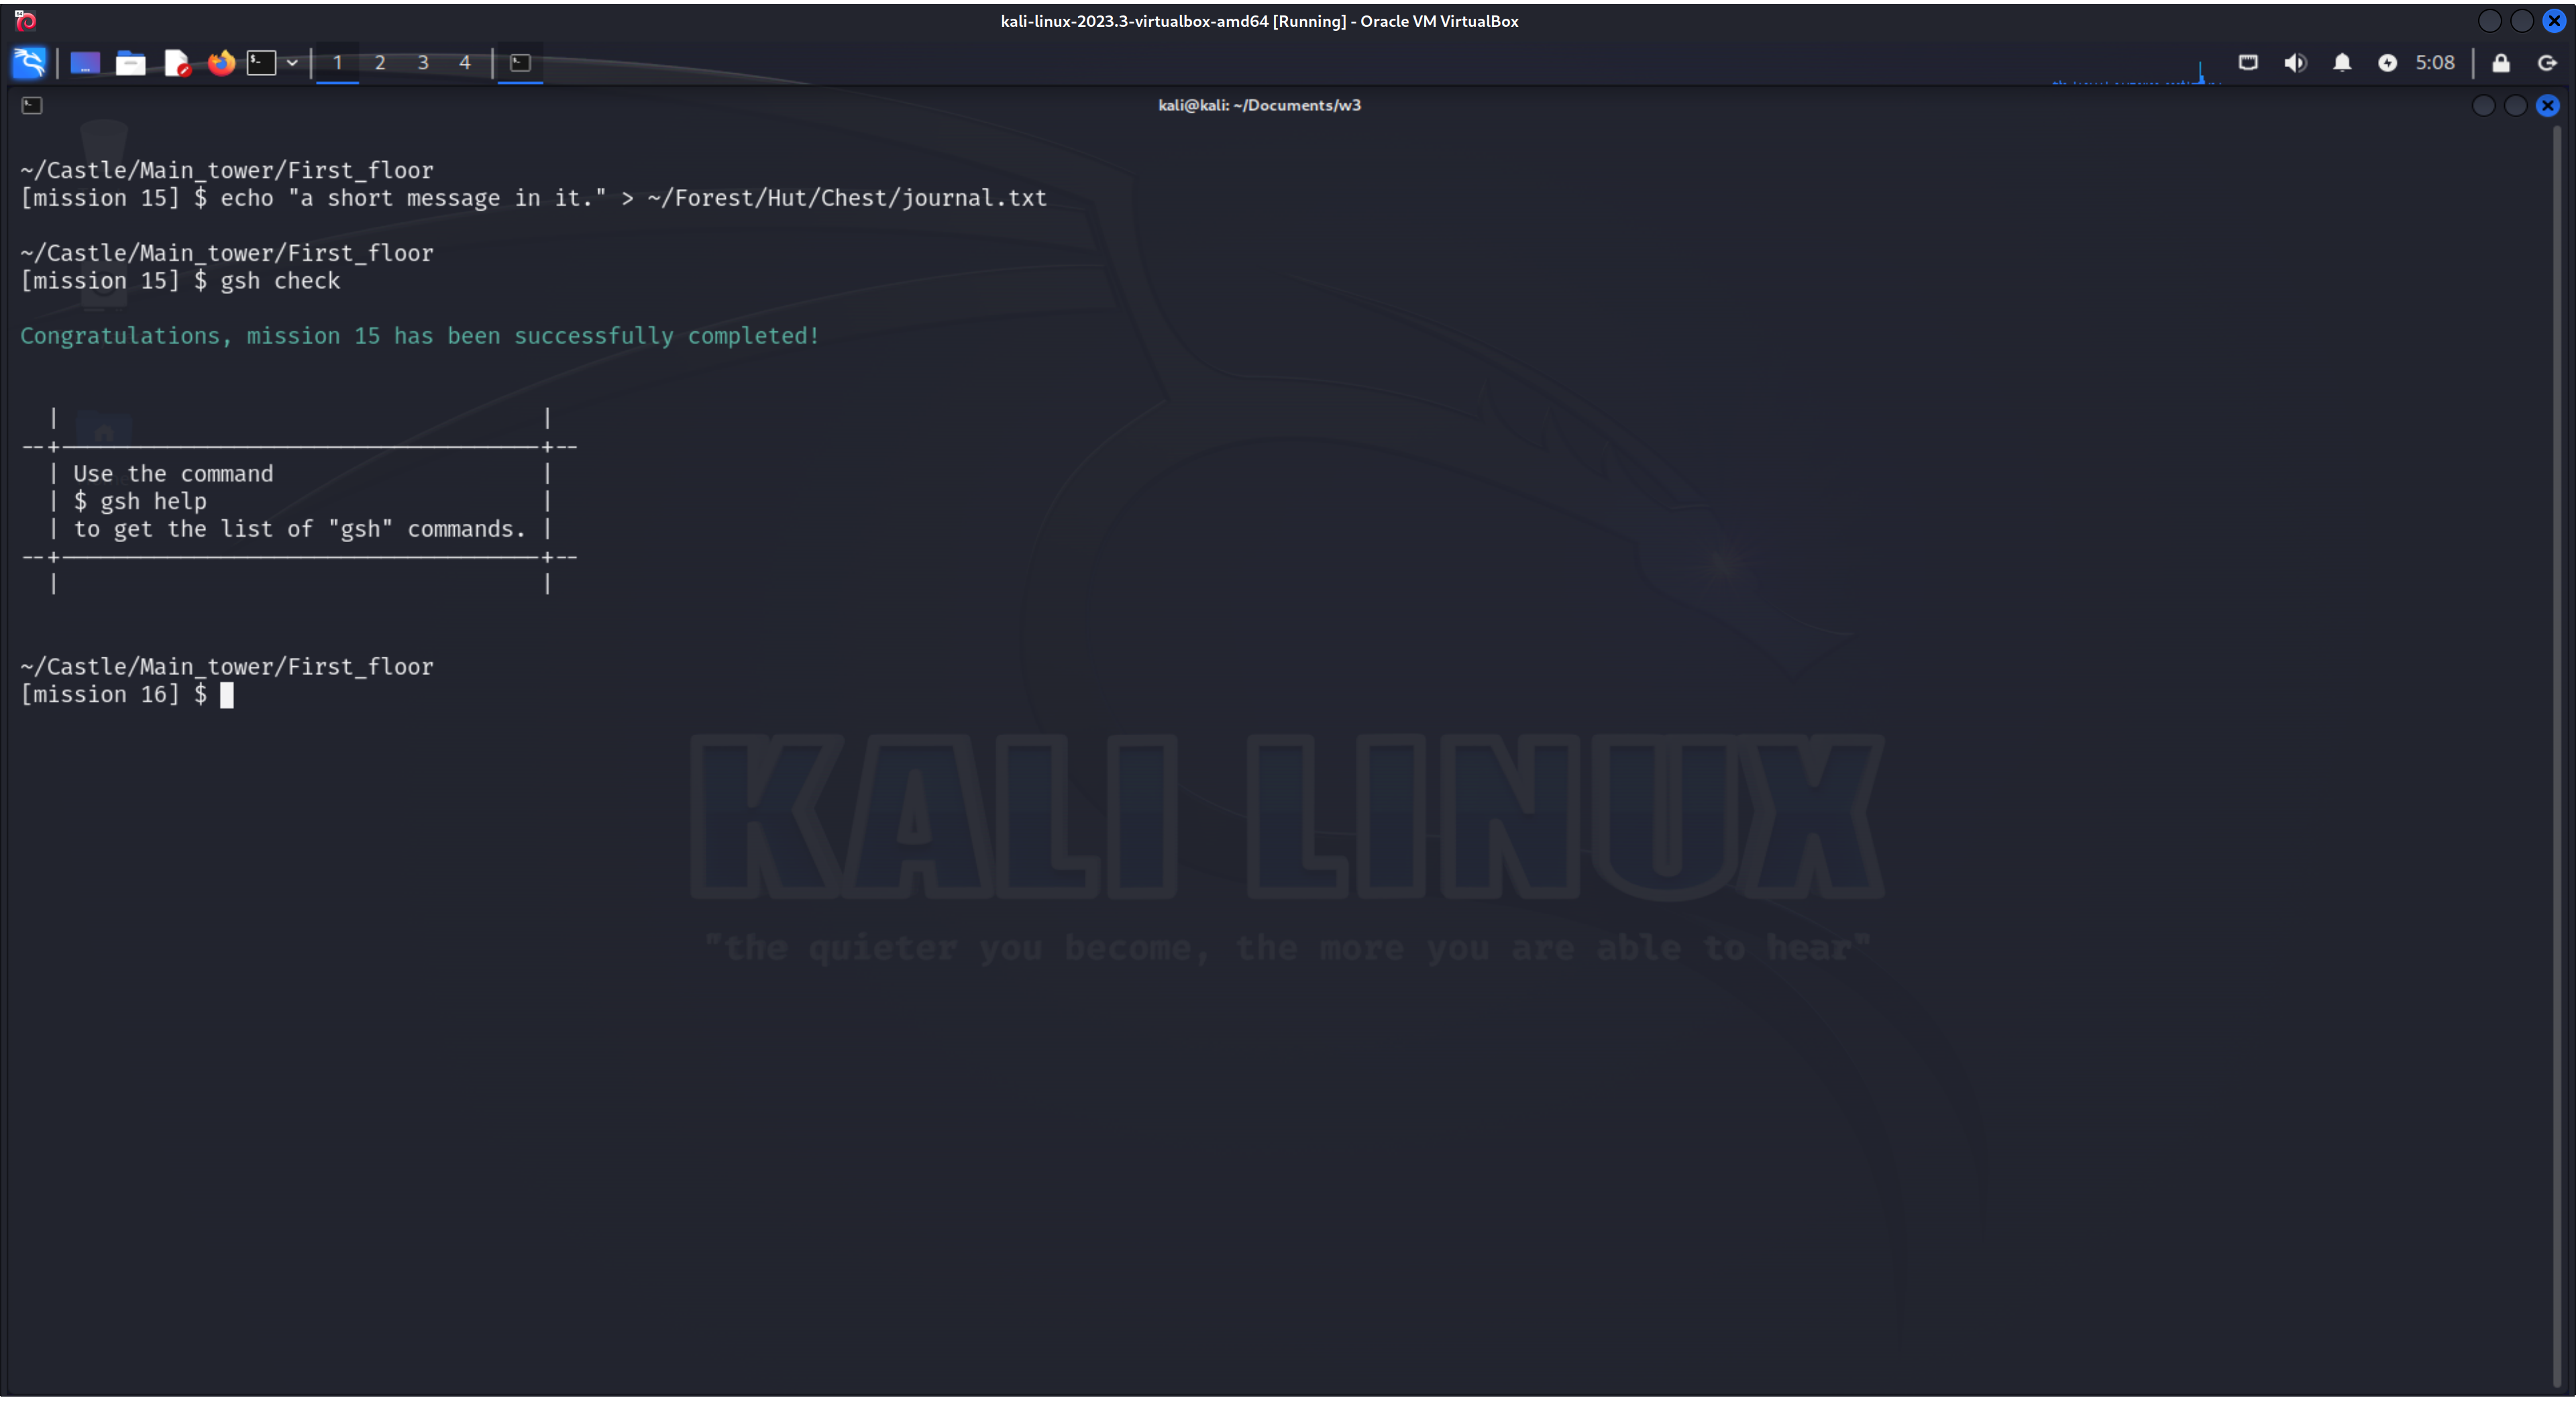 kali-linux-2023.3-virtualbox-amd64 [Running] - Oracle VM VirtualBox
1 2 3 4 5:08
kali@kali: ~/Documents/w3
~/Castle/Main_tower/First_floor
[mission 15] $ echo "a short message in it." > ~/Forest/Hut/Chest/journal.txt
~/Castle/Main_tower/First_floor
[mission 15] $ gsh check
Congratulations, mission 15 has been successfully completed!
| |
--+------------------------------------+--
| Use the command |
| $ gsh help |
| to get the list of "gsh" commands. |
--+------------------------------------+--
| |
~/Castle/Main_tower/First_floor
[mission 16] $
KALI LINUX
"the quieter you become, the more you are able to hear"